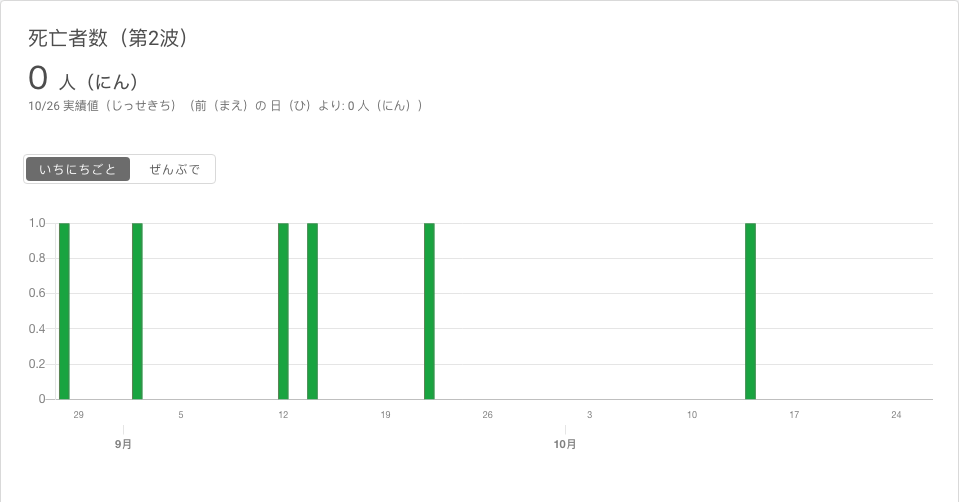 死亡者数（第2波）
0 人（にん）
10/26 実績値（じっせきち）（前（まえ）の 日（ひ）より: 0 人（にん））
いちにちごと ぜんぶで
1.0
0.8
0.6
0.4
0.2
0
29 5 12 19 26 3 10 17 24
9月 10月